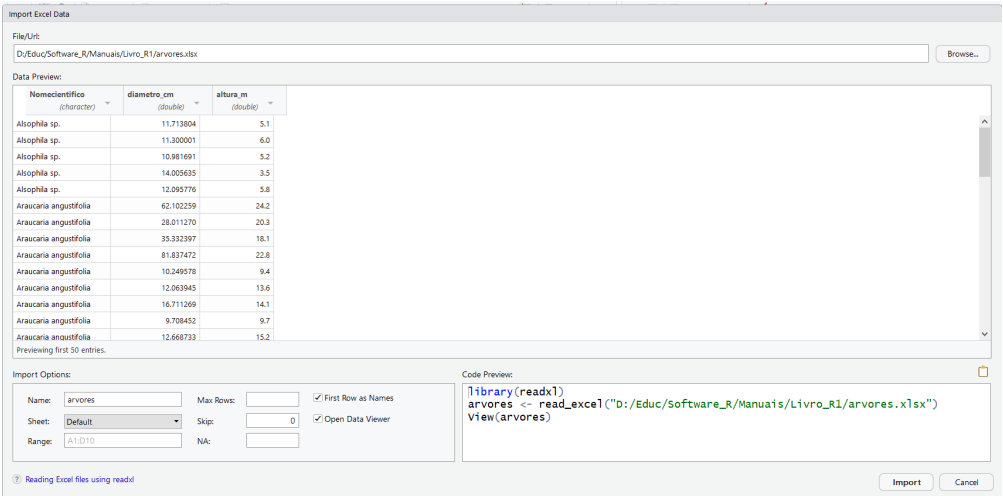 Import Excel Data
File/Url:
D:/Educ/Software_R/Manuais/Livro_R1/arvores.xlsx
Browse...
Data Preview:
Nomecientifico diametro_cm altura_m
(character) (double) (double)
Alsophila sp. 11.713804 5.1
Alsophila sp. 11.300001 6.0
Alsophila sp. 10.981691 5.2
Alsophila sp. 14.005635 3.5
Alsophila sp. 12.095776 5.8
Araucaria angustifolia 62.102259 24.2
Araucaria angustifolia 28.011270 20.3
Araucaria angustifolia 35.332397 18.1
Araucaria angustifolia 81.837472 22.8
Araucaria angustifolia 10.249578 9.4
Araucaria angustifolia 12.063945 13.6
Araucaria angustifolia 16.711269 14.1
Araucaria angustifolia 9.708452 9.7
Araucaria angustifolia 12.668733 15.2
Previewing first 50 entries.
Import Options:
Name: arvores Max Rows: First Row as Names
Sheet: Default Skip: 0 Open Data Viewer
Range: A1:D10 NA:
Code Preview:
library(readxl)
arvores <- read_excel("D:/Educ/Software_R/Manuais/Livro_R1/arvores.xlsx")
View(arvores)
? Reading Excel files using readxl
Import Cancel